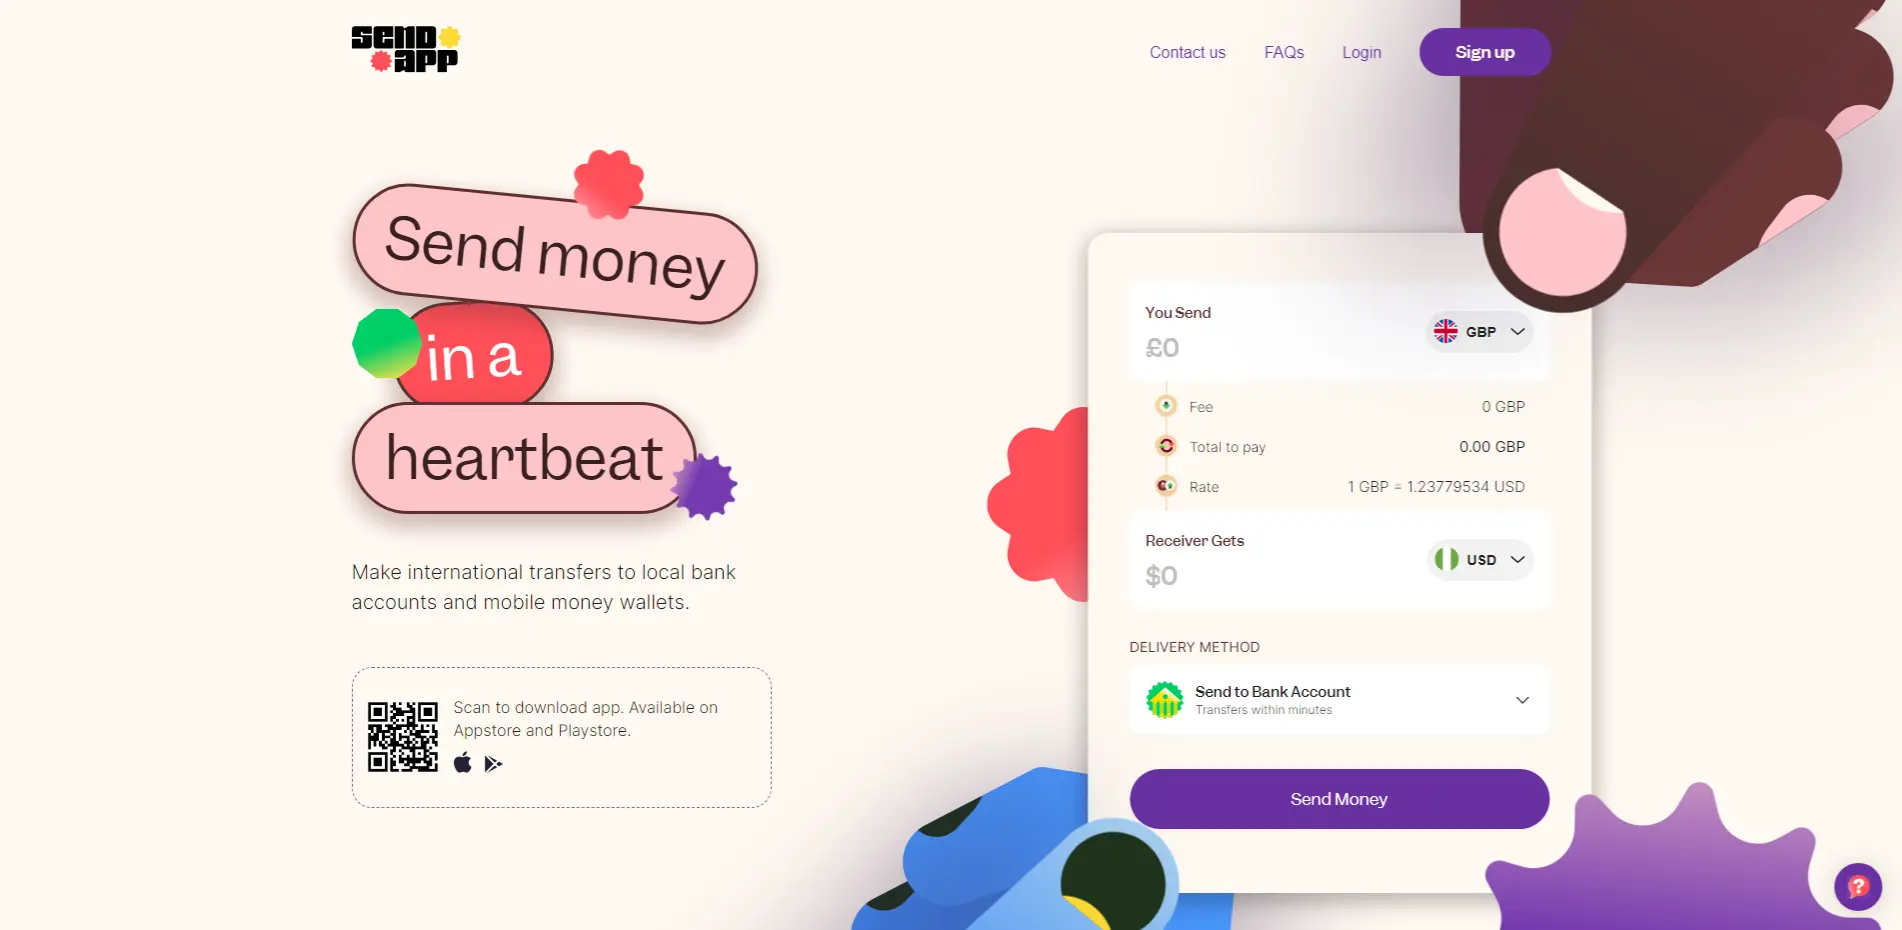 SEND
APP
Contact us
FAQs
Login
Sign up
Send money
in a
heartbeat
Make international transfers to local bank
accounts and mobile money wallets.
Scan to download app. Available on
Appstore and Playstore.
You Send
£0
GBP
Fee
0 GBP
Total to pay
0.00 GBP
Rate
1 GBP = 1.23779534 USD
Receiver Gets
$0
USD
DELIVERY METHOD
Send to Bank Account
Transfers within minutes
Send Money
?